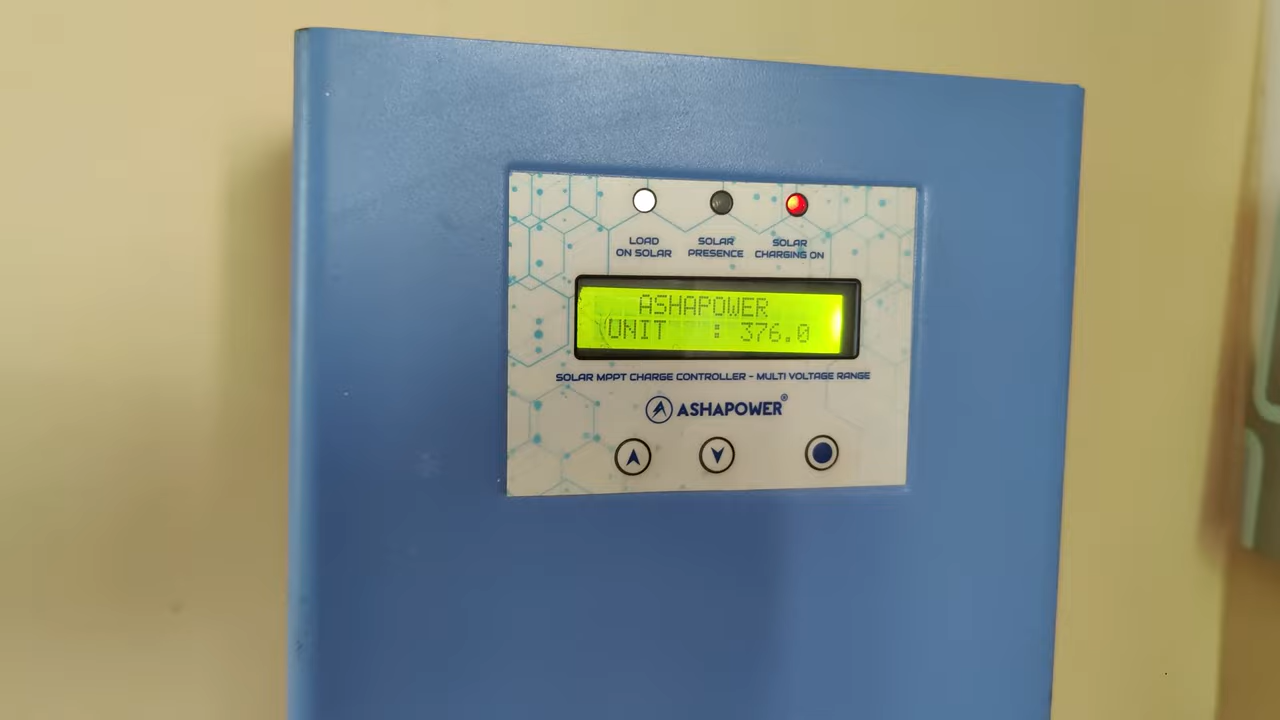 LOAD
ON SOLAR
SOLAR
PRESENCE
SOLAR
CHARGING ON
ASHAPOWER
UNIT : 376.0
SOLAR MPPT CHARGE CONTROLLER - MULTI VOLTAGE RANGE
ASHAPOWER®